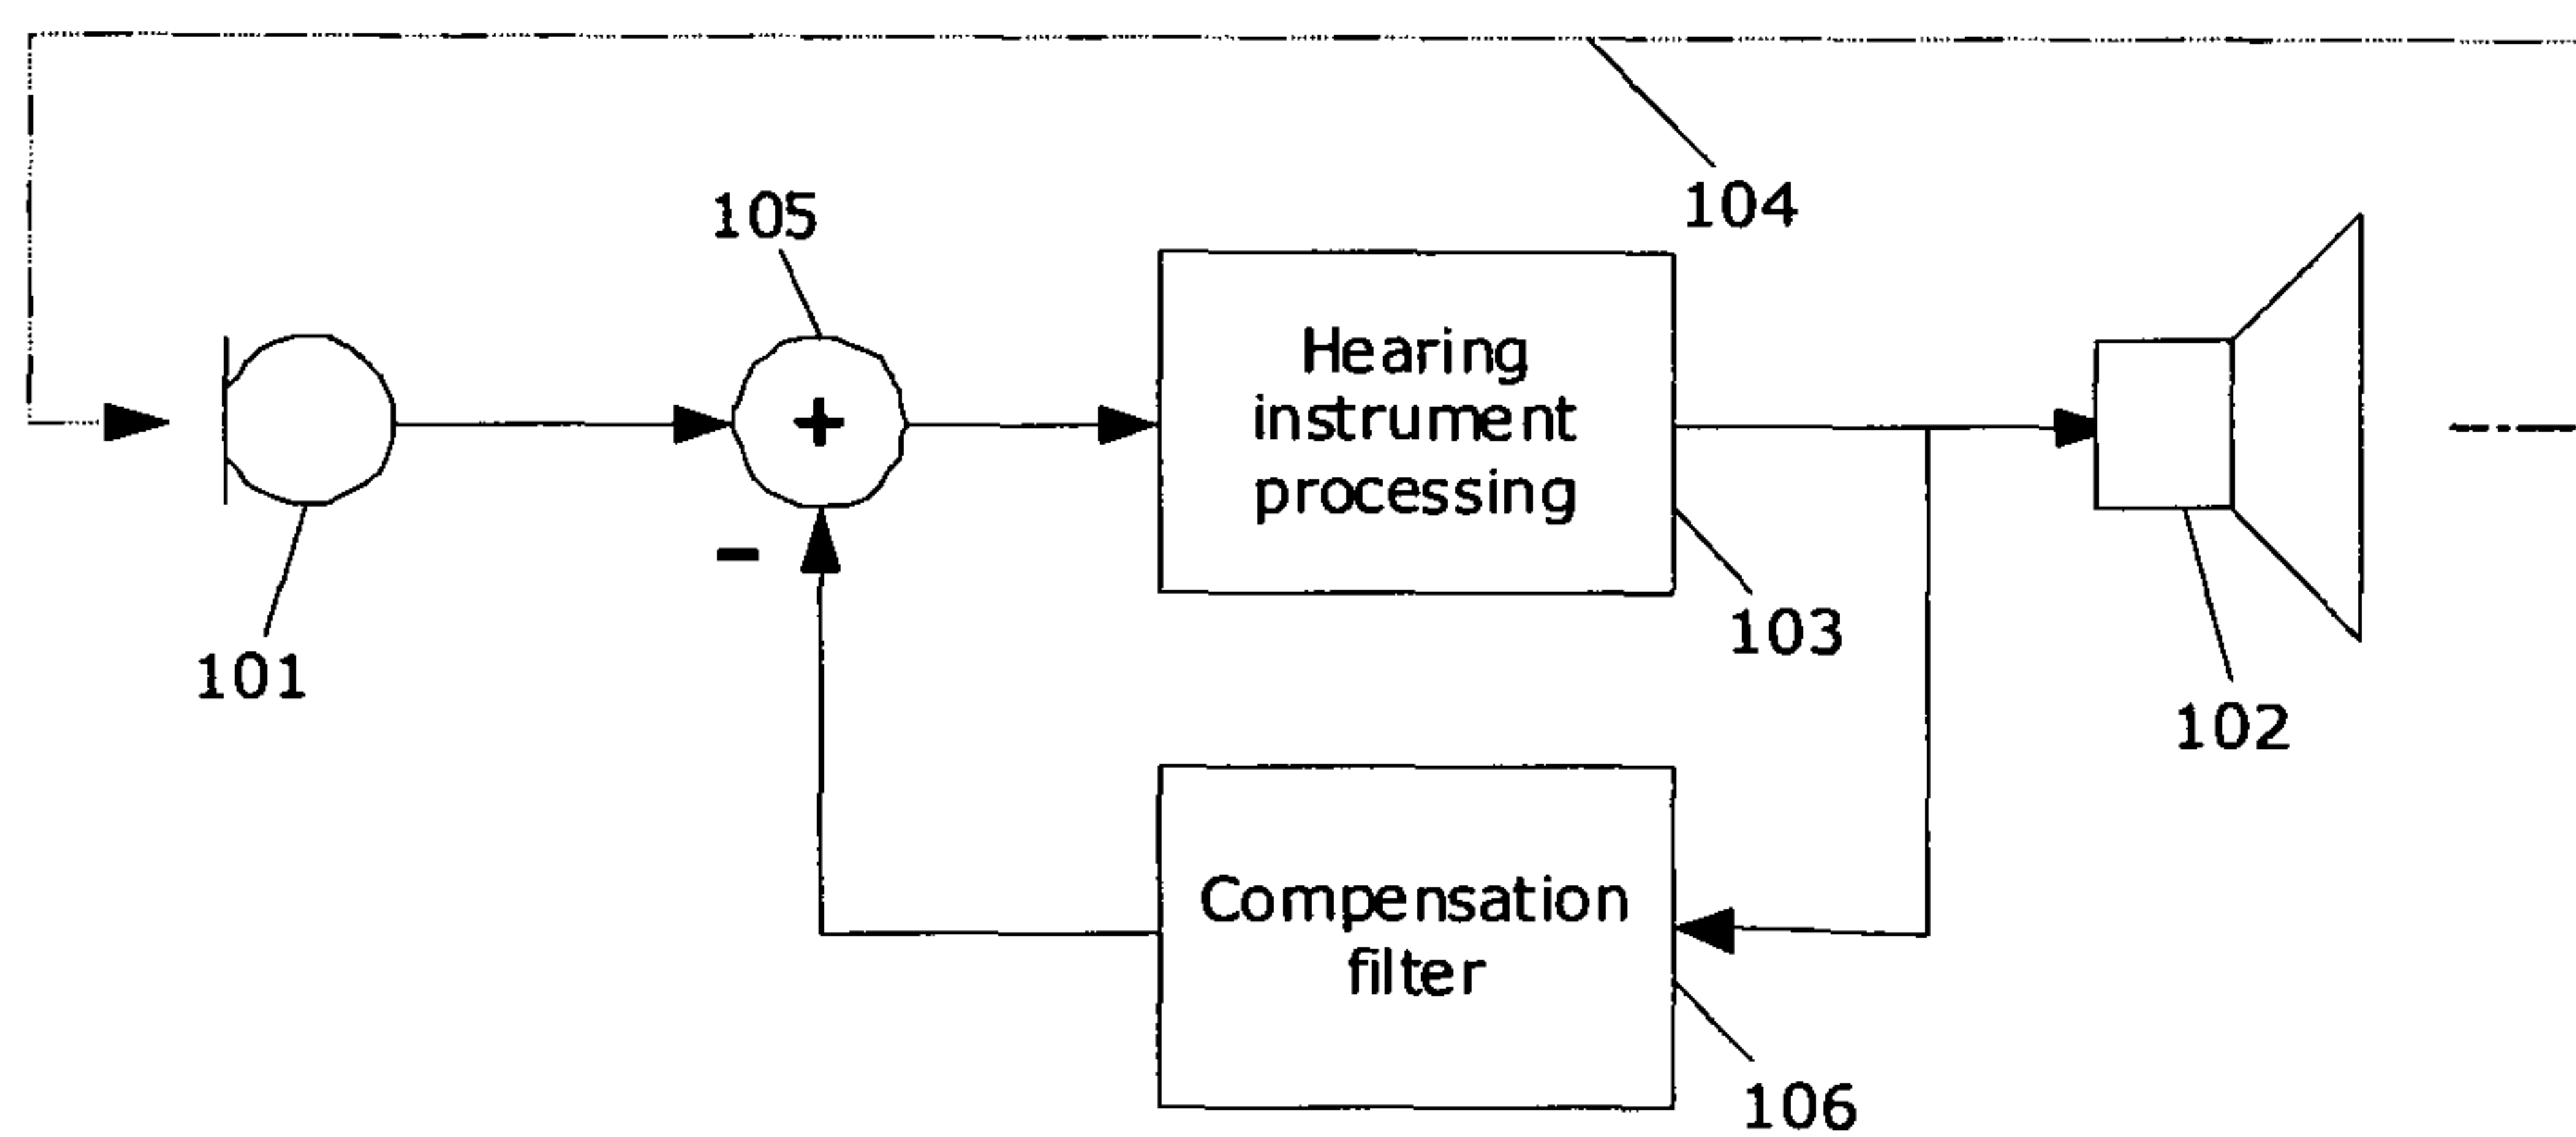 104
105
Hearing
instrument
processing
+
-
103
101
102
Compensation
filter
106